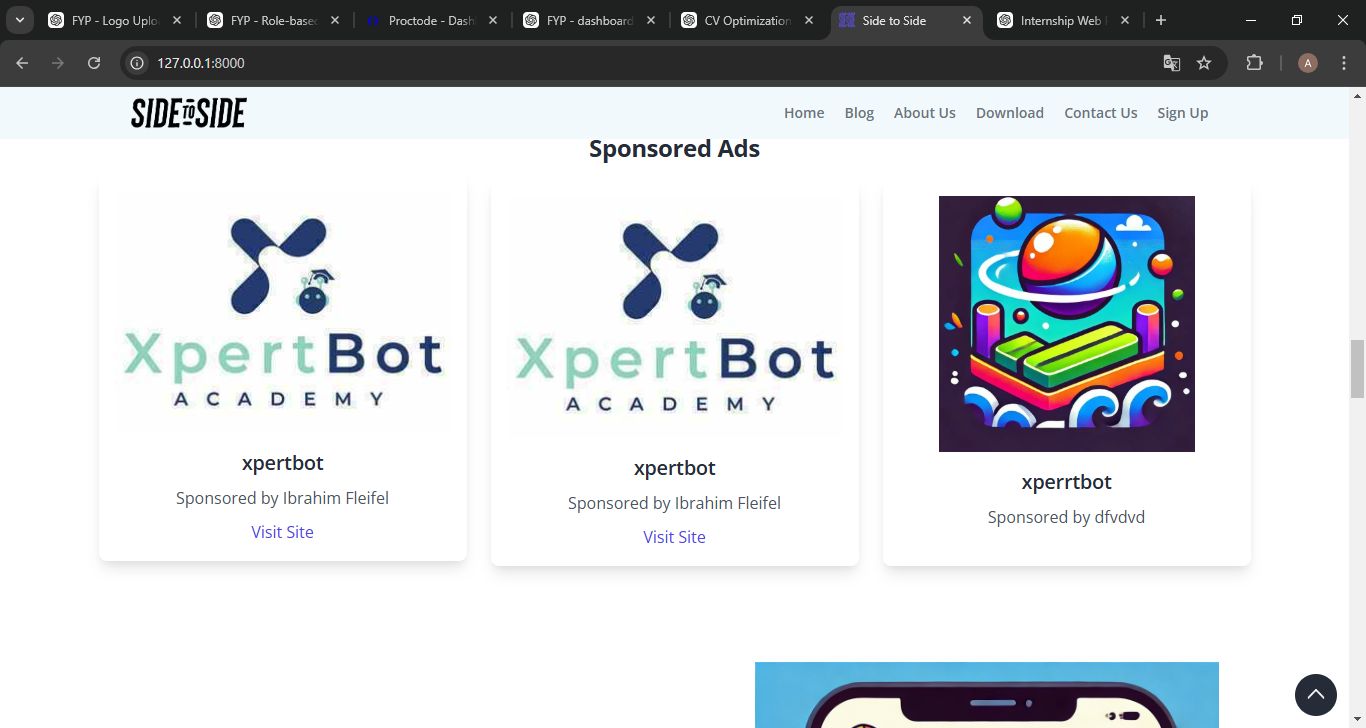 FYP - Logo Uplo
FYP - Role-based
Proctode - Dash
FYP - dashboard
CV Optimization
Side to Side
Internship Web
127.0.0.1:8000
A
SIDE TO SIDE
Home
Blog
About Us
Download
Contact Us
Sign Up
Sponsored Ads
XpertBot
ACADEMY
xpertbot
Sponsored by Ibrahim Fleifel
Visit Site
XpertBot
ACADEMY
xpertbot
Sponsored by Ibrahim Fleifel
Visit Site
xperrtbot
Sponsored by dfvdvd